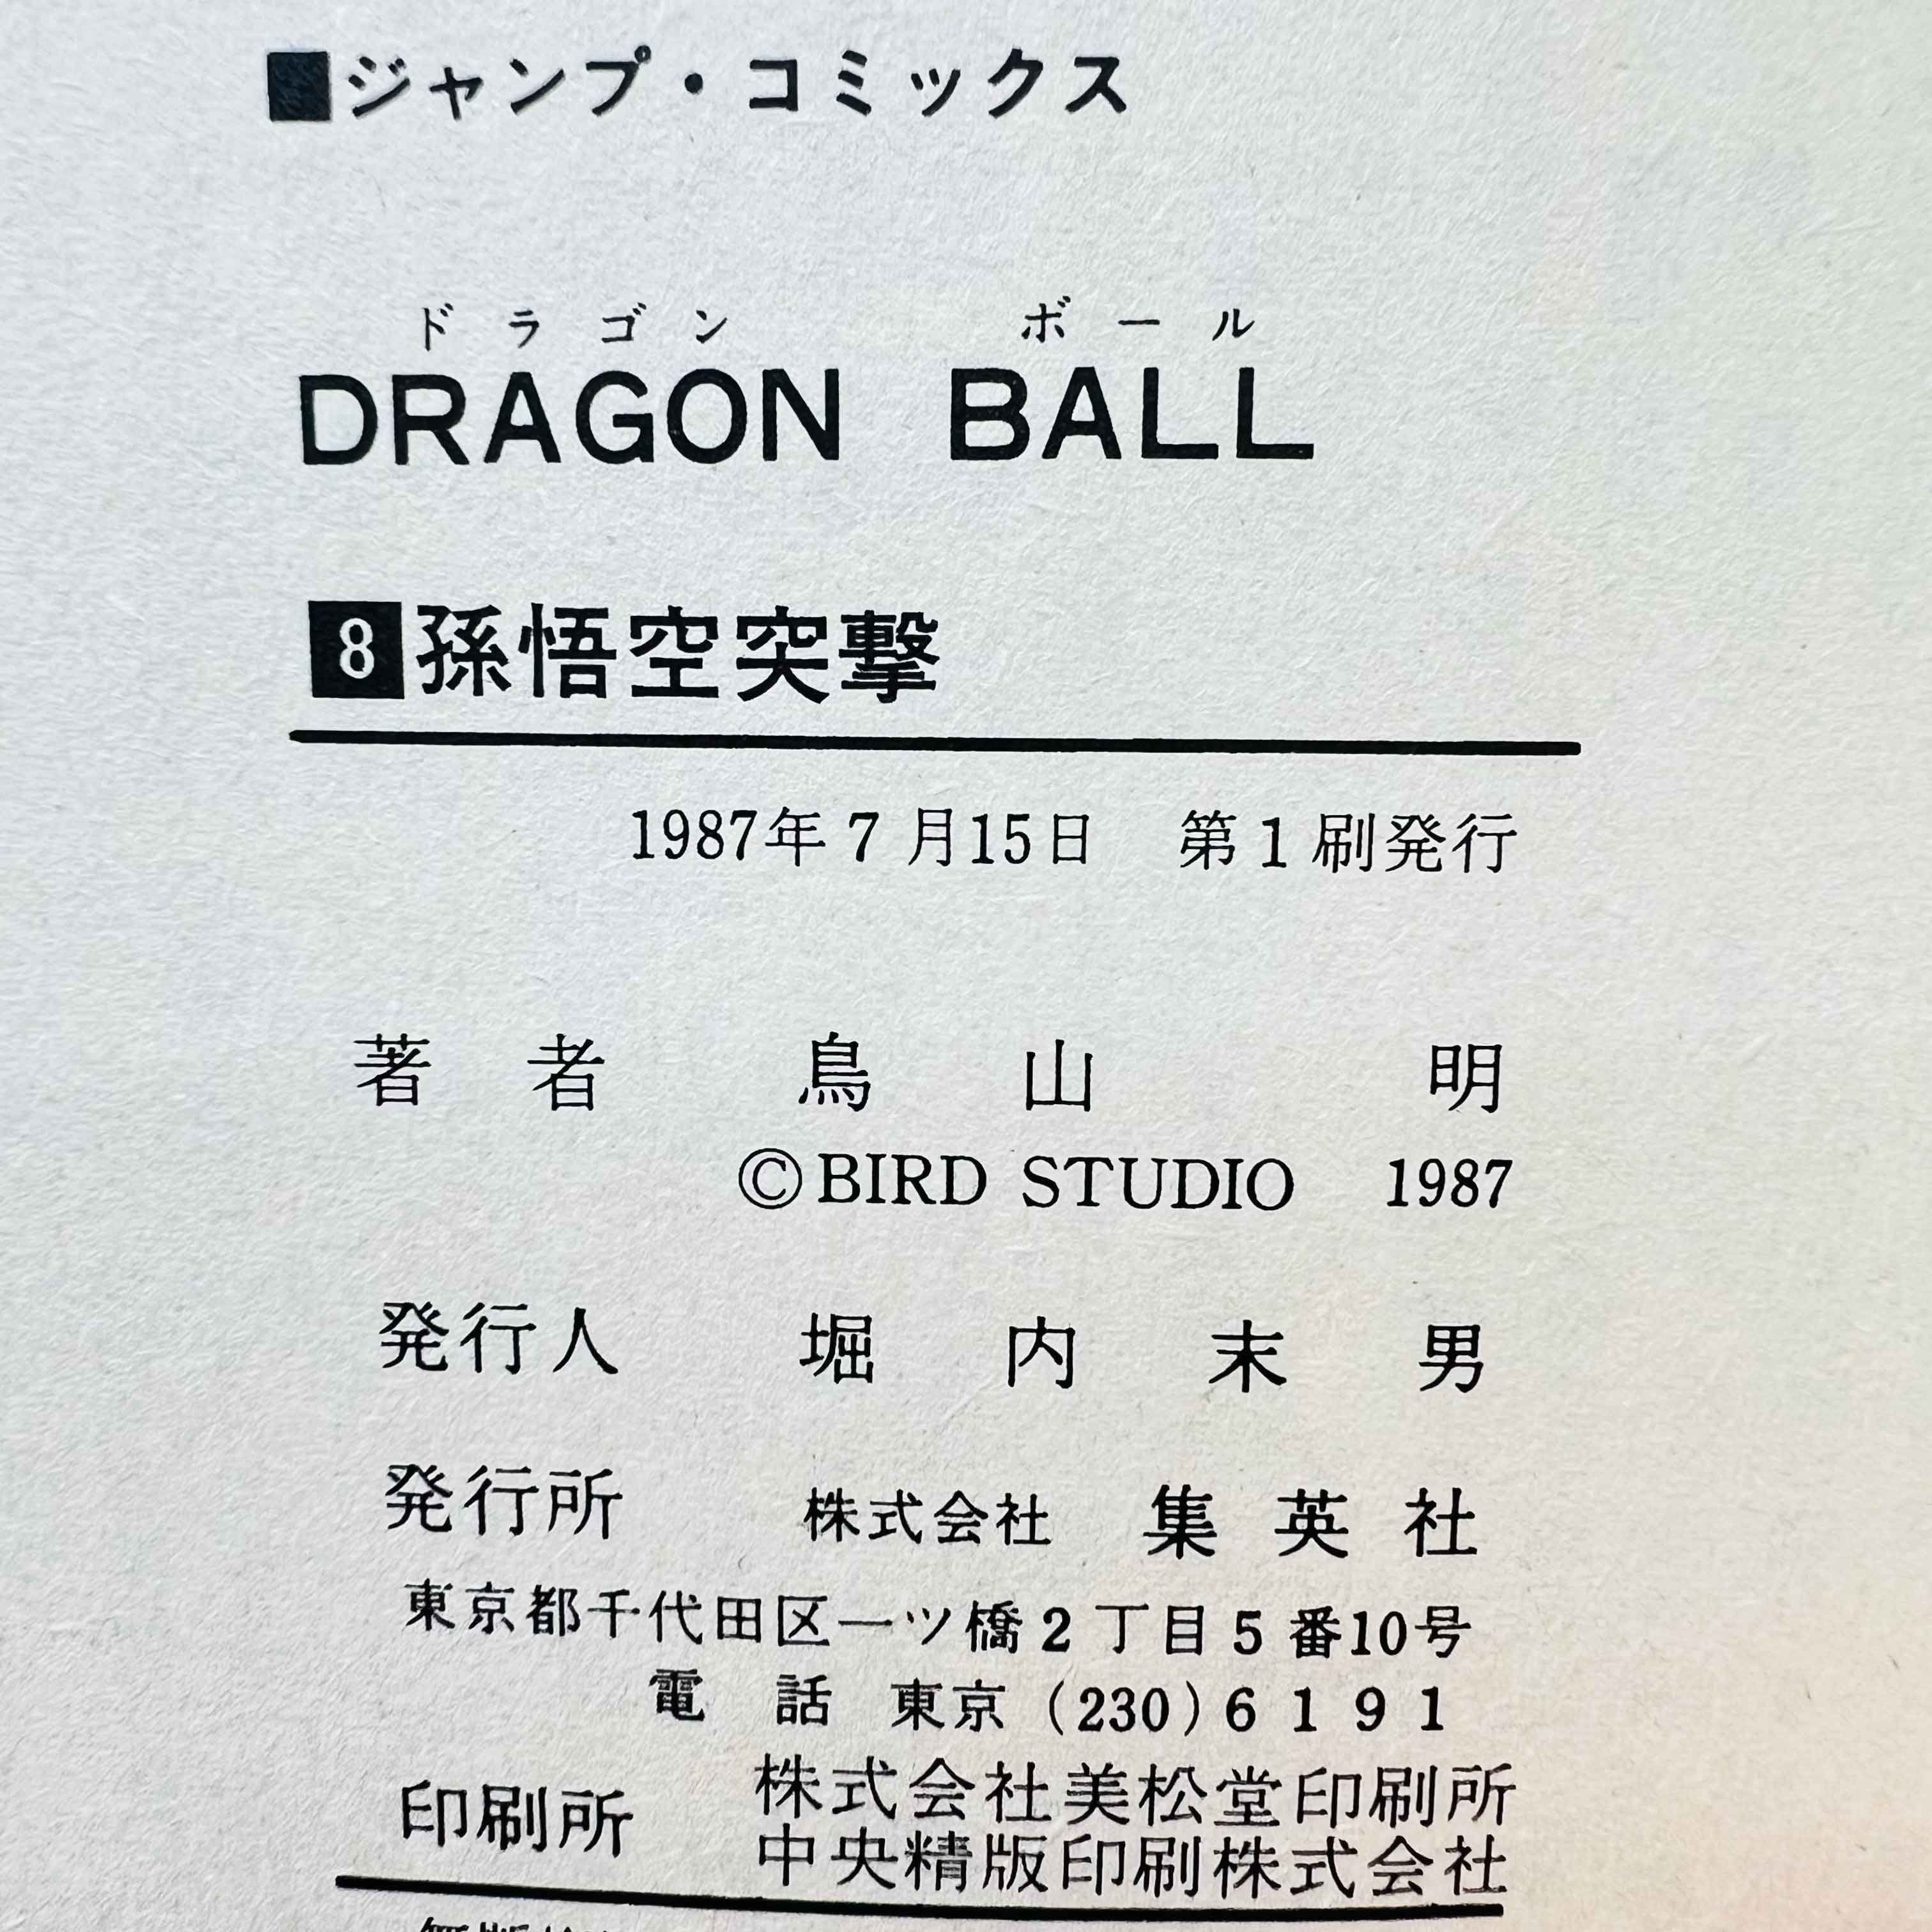 ■ジャンプ・コミックス
ドラゴン ボール
DRAGON BALL
8 孫悟空突撃
1987年7月15日 第1刷発行
著者 鳥山明
©BIRD STUDIO 1987
発行人 堀内末男
発行所 株式会社 集英社
東京都千代田区一ツ橋2丁目5番10号
電話 東京(230)6191
印刷所 株式会社美松堂印刷所
中央精版印刷株式会社